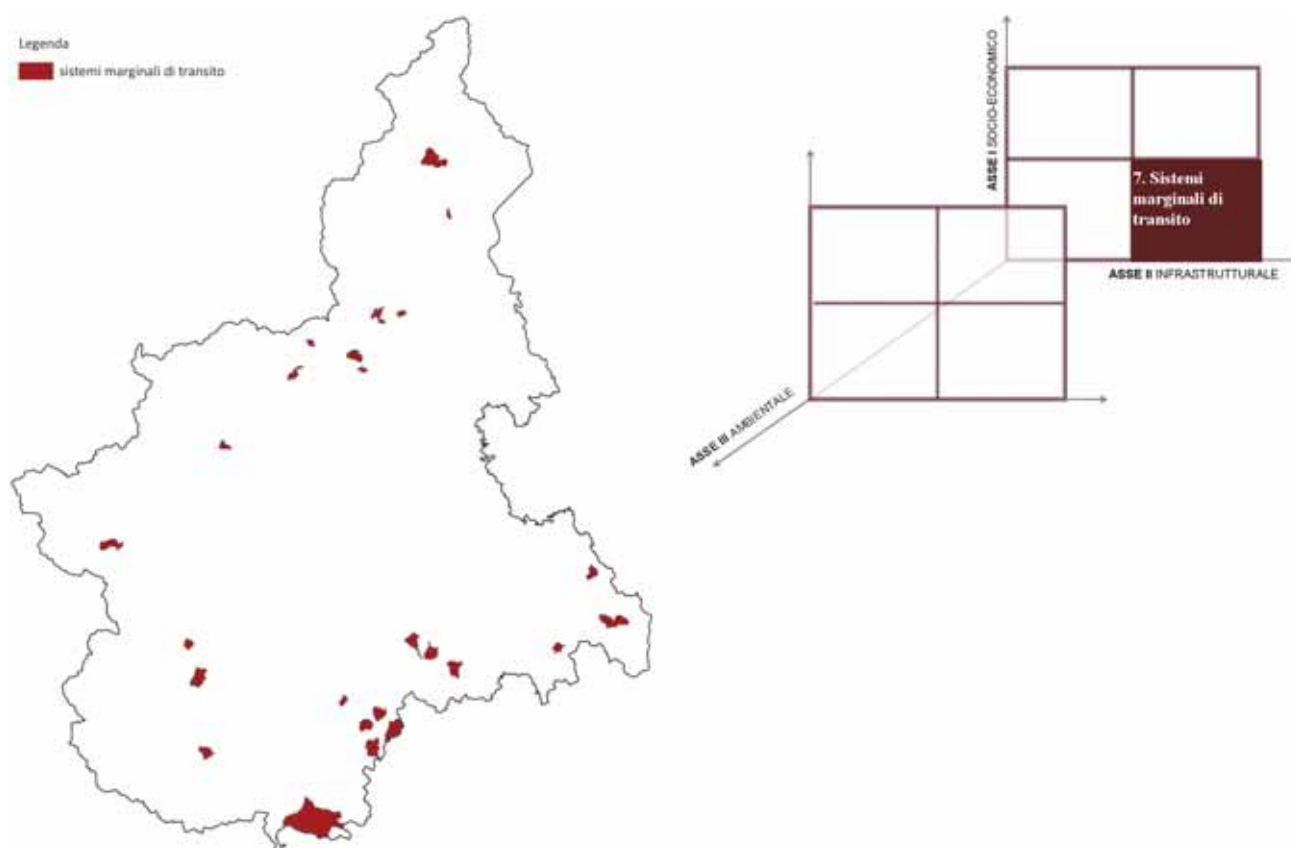 Legenda
sistemi marginali di transito
ASSE I SOCIO-ECONOMICO
7. Sistemi
marginali di
transito
ASSE II INFRASTRUTTURALE
ASSE III AMBIENTALE